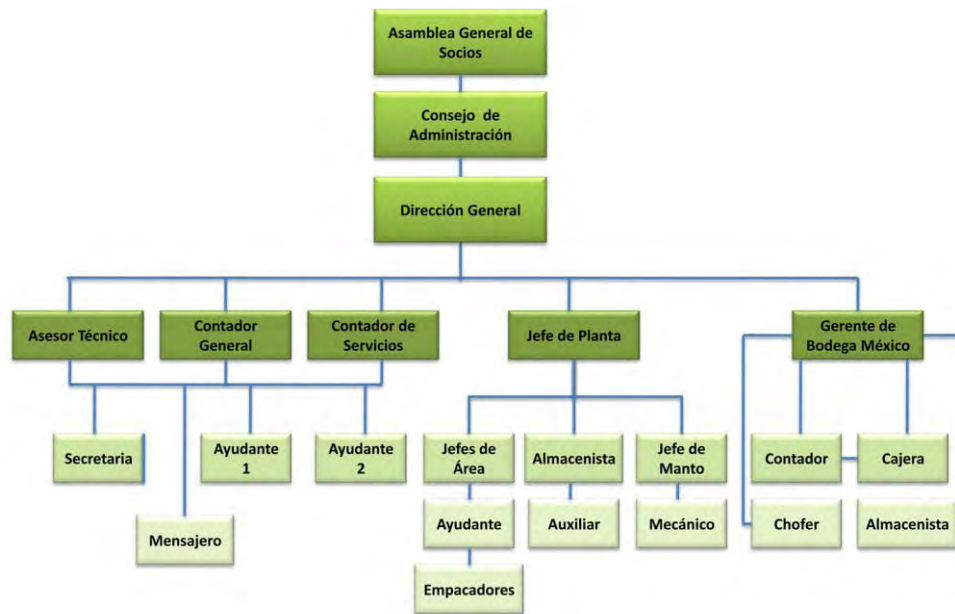 Asamblea General de
Socios
Consejo de
Administración
Dirección General
Asesor Técnico
Contador
General
Contador de
Servicios
Jefe de Planta
Gerente de
Bodega México
Secretaria
Ayudante
1
Ayudante
2
Jefes de
Área
Almacenista
Jefe de
Manto
Contador
Cajera
Mensajero
Ayudante
Auxiliar
Mecánico
Chofer
Almacenista
Empacadores